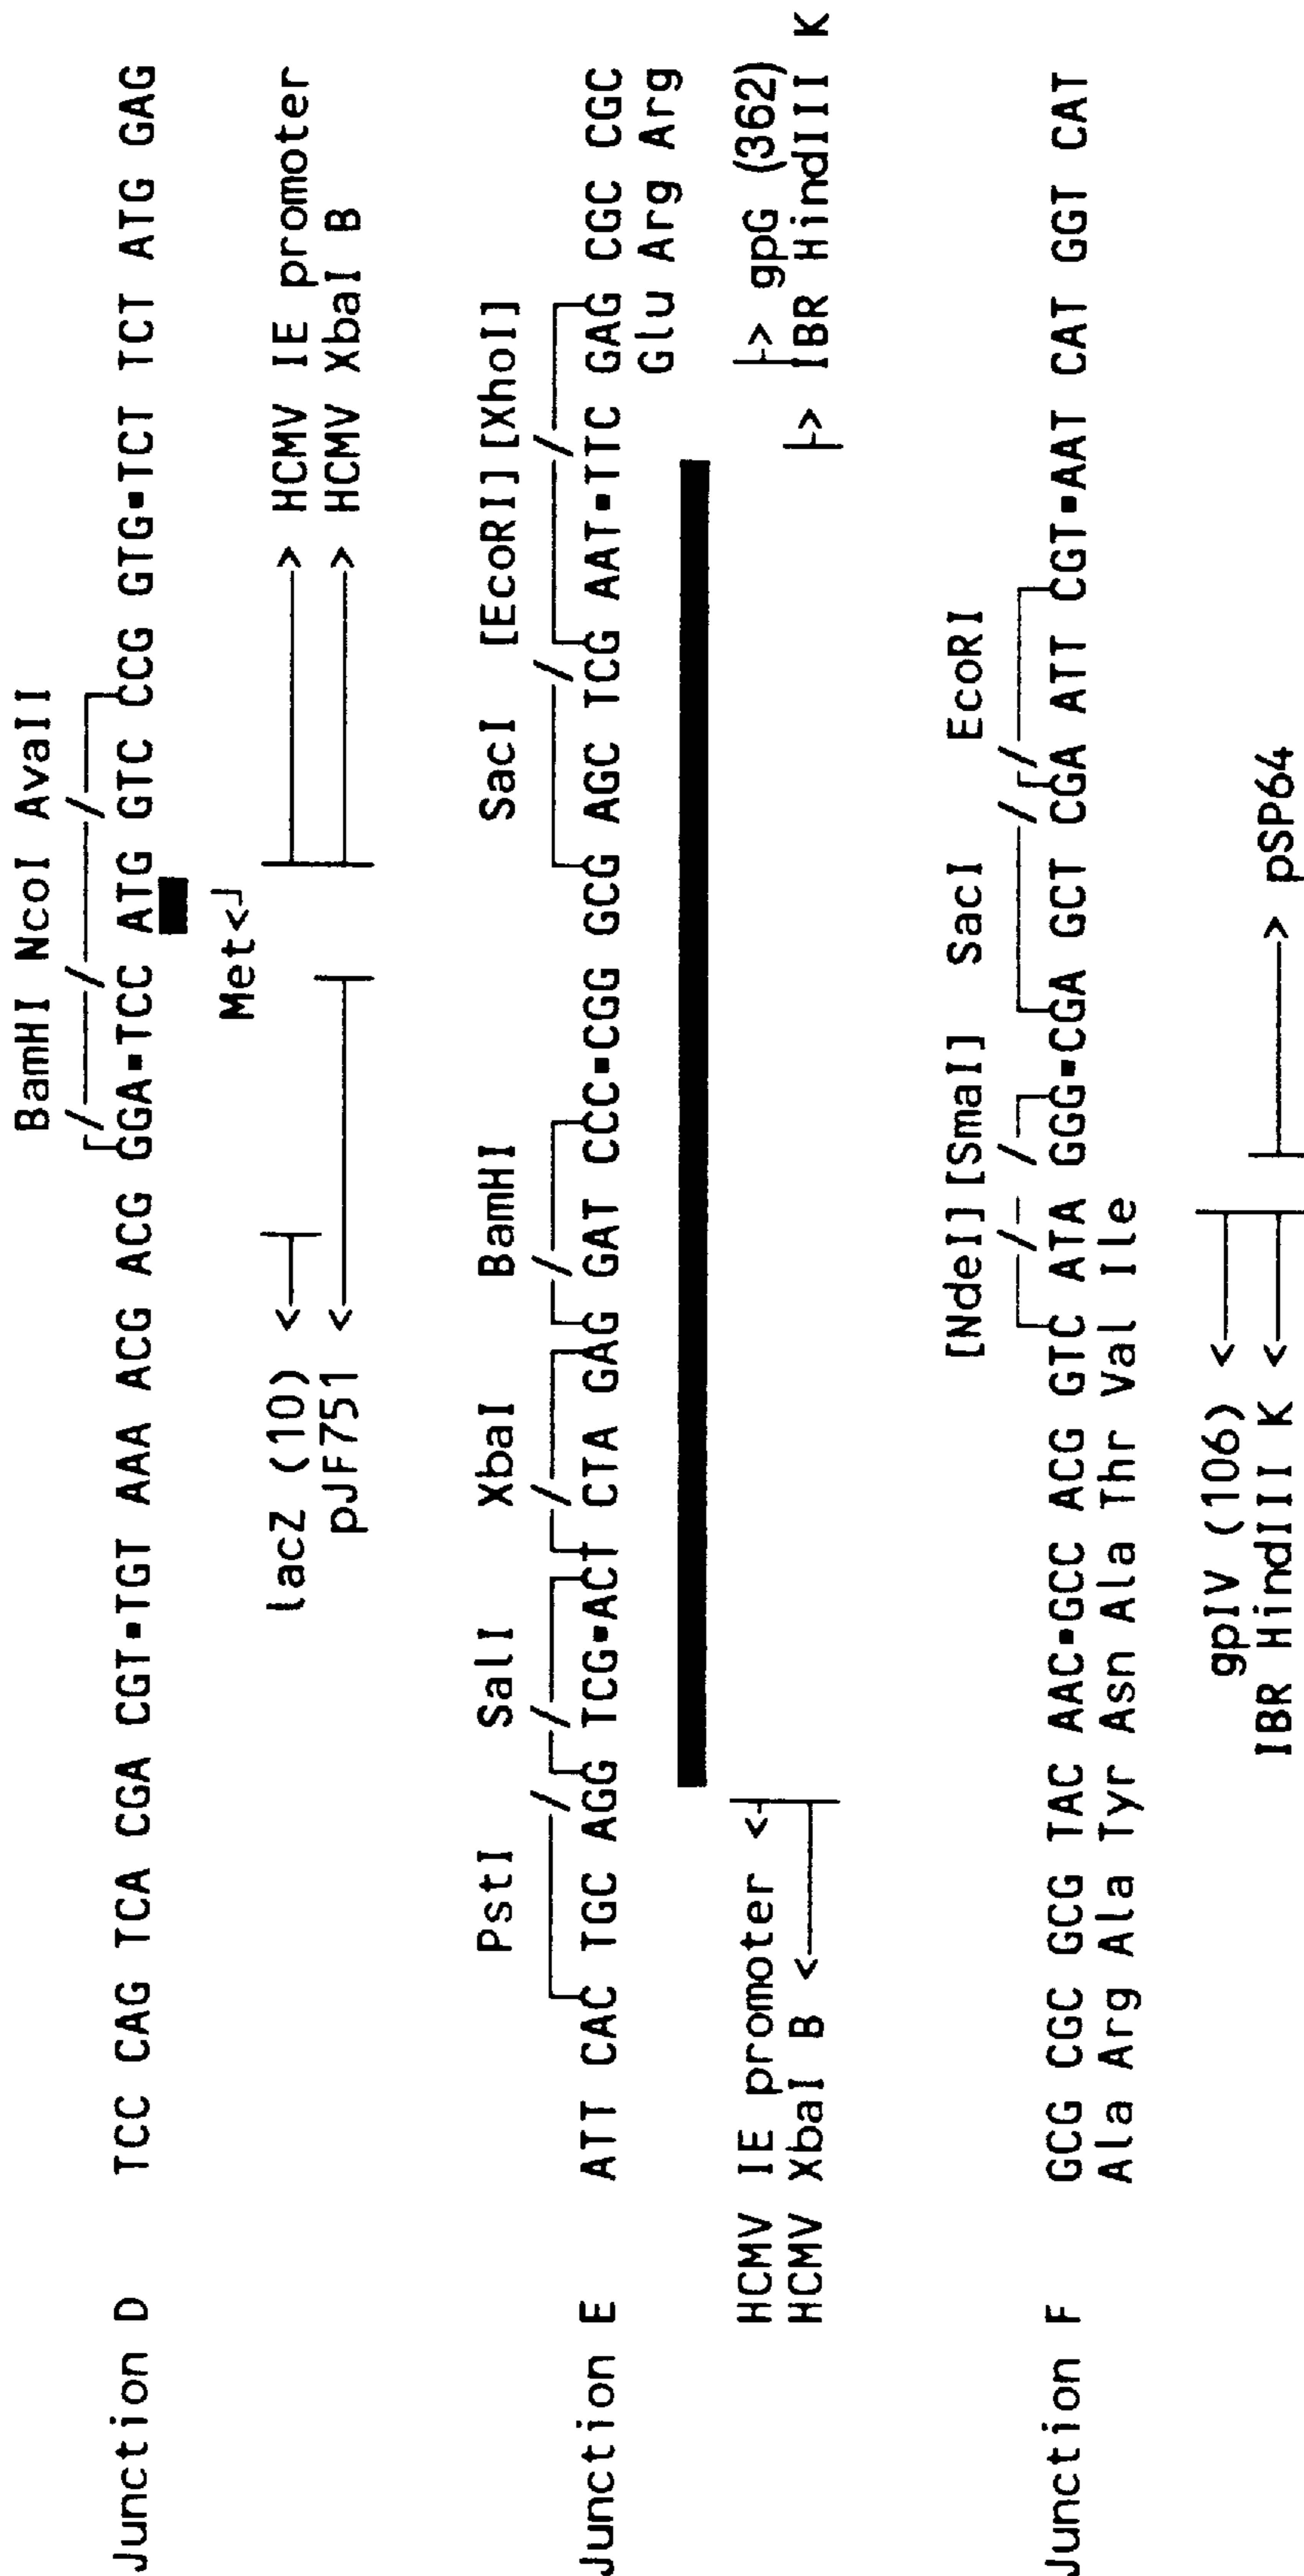 BamHI NcoI AvaII
Junction D TCC CAG TCA CGA CGT▪TGT AAA ACG ACG GGA▪TCC ATG GTC CCG GTG▪TCT TCT ATG GAG
Met<
lacZ (10) < > HCMV IE promoter
pJF751 < > HCMV XbaI B
PstI SalI XbaI BamHI SacI [EcoRI][XhoI]
Junction E ATT CAC TGC AGG TCG▪ACT CTA GAG GAT CCC▪CGG GCG AGC TCG AAT▪TTC GAG CGC CGC
Glu Arg Arg
HCMV IE promoter < > gpG (362)
HCMV XbaI B < > IBR HindIII K
[NdeI][SmaI] SacI EcoRI
Junction F GCG CGC GCG TAC AAC▪GCC ACG GTC ATA GGG▪CGA GCT CGA ATT CGT▪AAT CAT GGT CAT
Ala Arg Ala Tyr Asn Ala Thr Val Ile
gpIV (106) <
IBR HindIII K < > pSP64